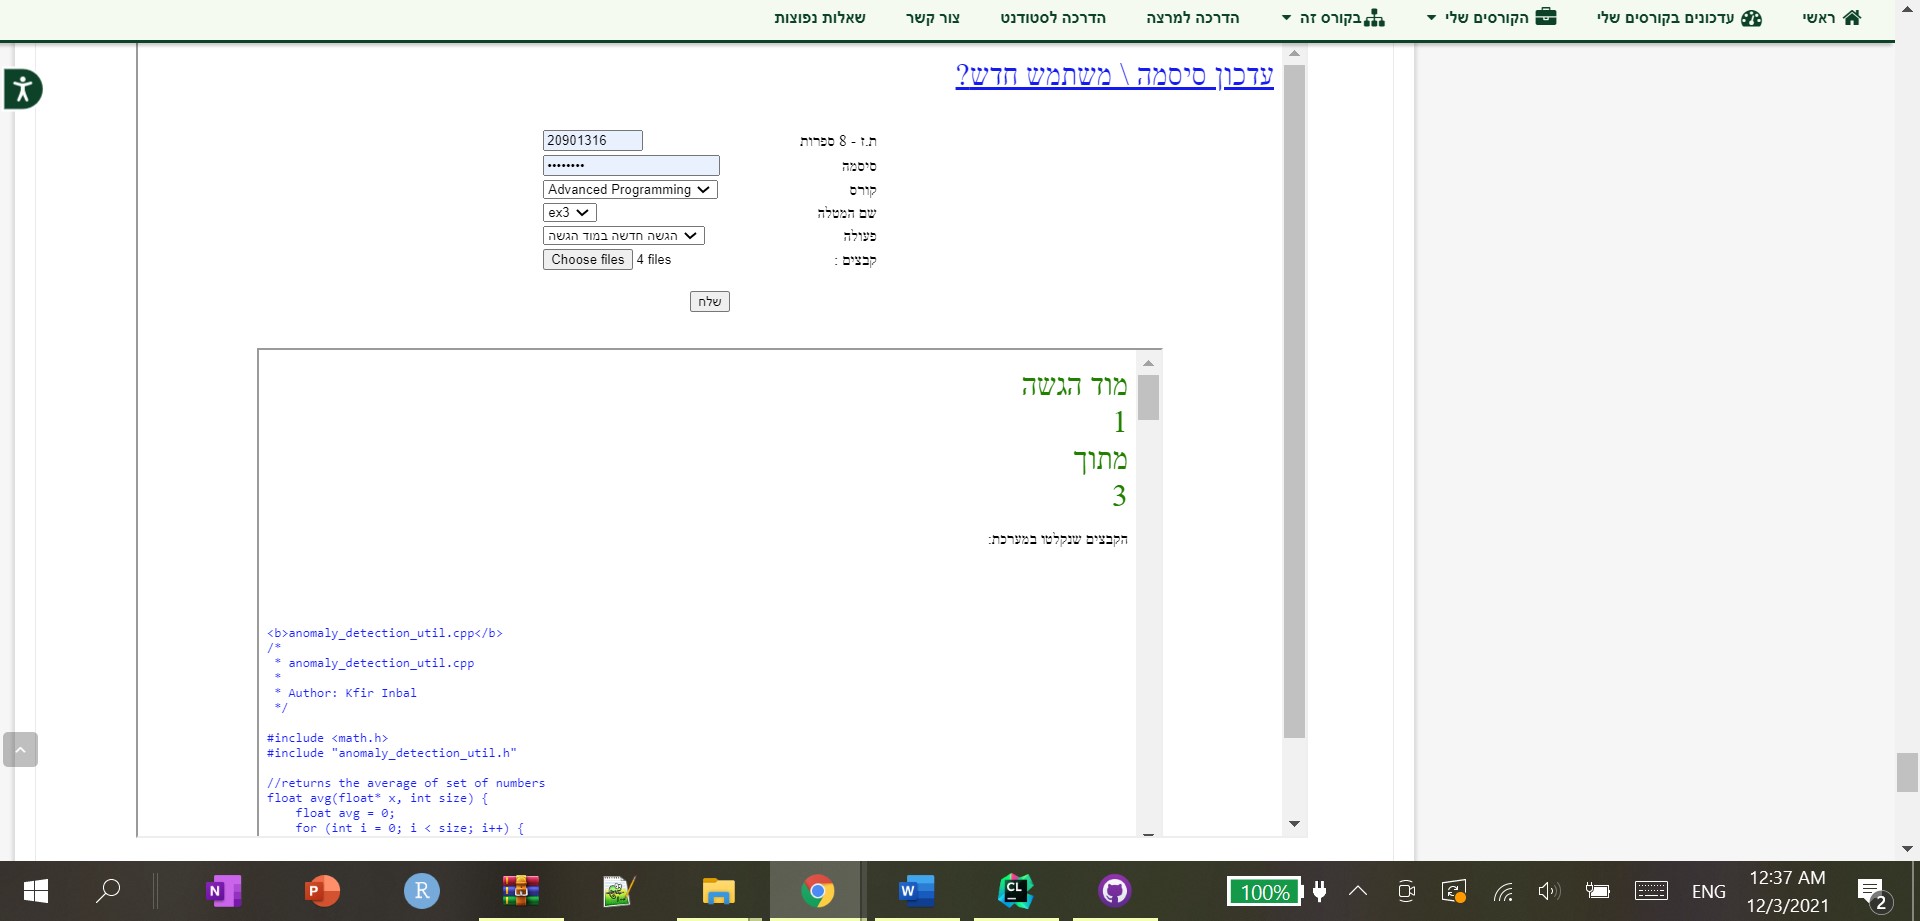 ראשי
עדכונים בקורסים שלי
הקורסים שלי
בקורס זה
הדרכה למרצה
הדרכה לסטודנט
צור קשר
שאלות נפוצות
עדכון סיסמה \ משתמש חדש?
ת.ז - 8 ספרות 20901316
סיסמה ••••••••
קורס Advanced Programming
שם המטלה ex3
פעולה הגשה חדשה במוד הגשה
קבצים : Choose files 4 files
שלח
מוד הגשה
1
מתוך
3
הקבצים שנקלטו במערכת:
<b>anomaly_detection_util.cpp</b>
/*
* anomaly_detection_util.cpp
*
* Author: Kfir Inbal
*/
#include <math.h>
#include "anomaly_detection_util.h"
//returns the average of set of numbers
float avg(float* x, int size) {
float avg = 0;
for (int i = 0; i < size; i++) {
N
P
R
W
CL
100%
ENG
12:37 AM
12/3/2021
2